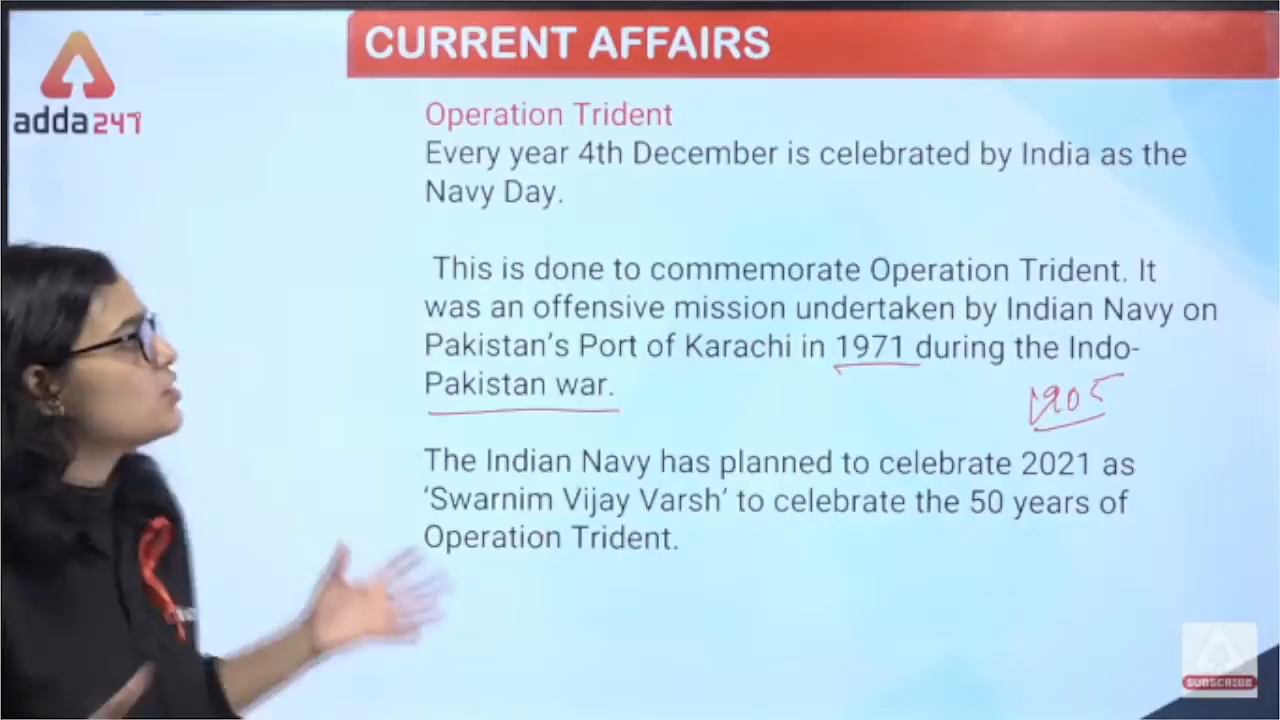 CURRENT AFFAIRS
adda247
Operation Trident
Every year 4th December is celebrated by India as the
Navy Day.
This is done to commemorate Operation Trident. It
was an offensive mission undertaken by Indian Navy on
Pakistan's Port of Karachi in 1971 during the Indo-
Pakistan war.
1905
The Indian Navy has planned to celebrate 2021 as
‘Swarnim Vijay Varsh’ to celebrate the 50 years of
Operation Trident.
SUBSCRIBE